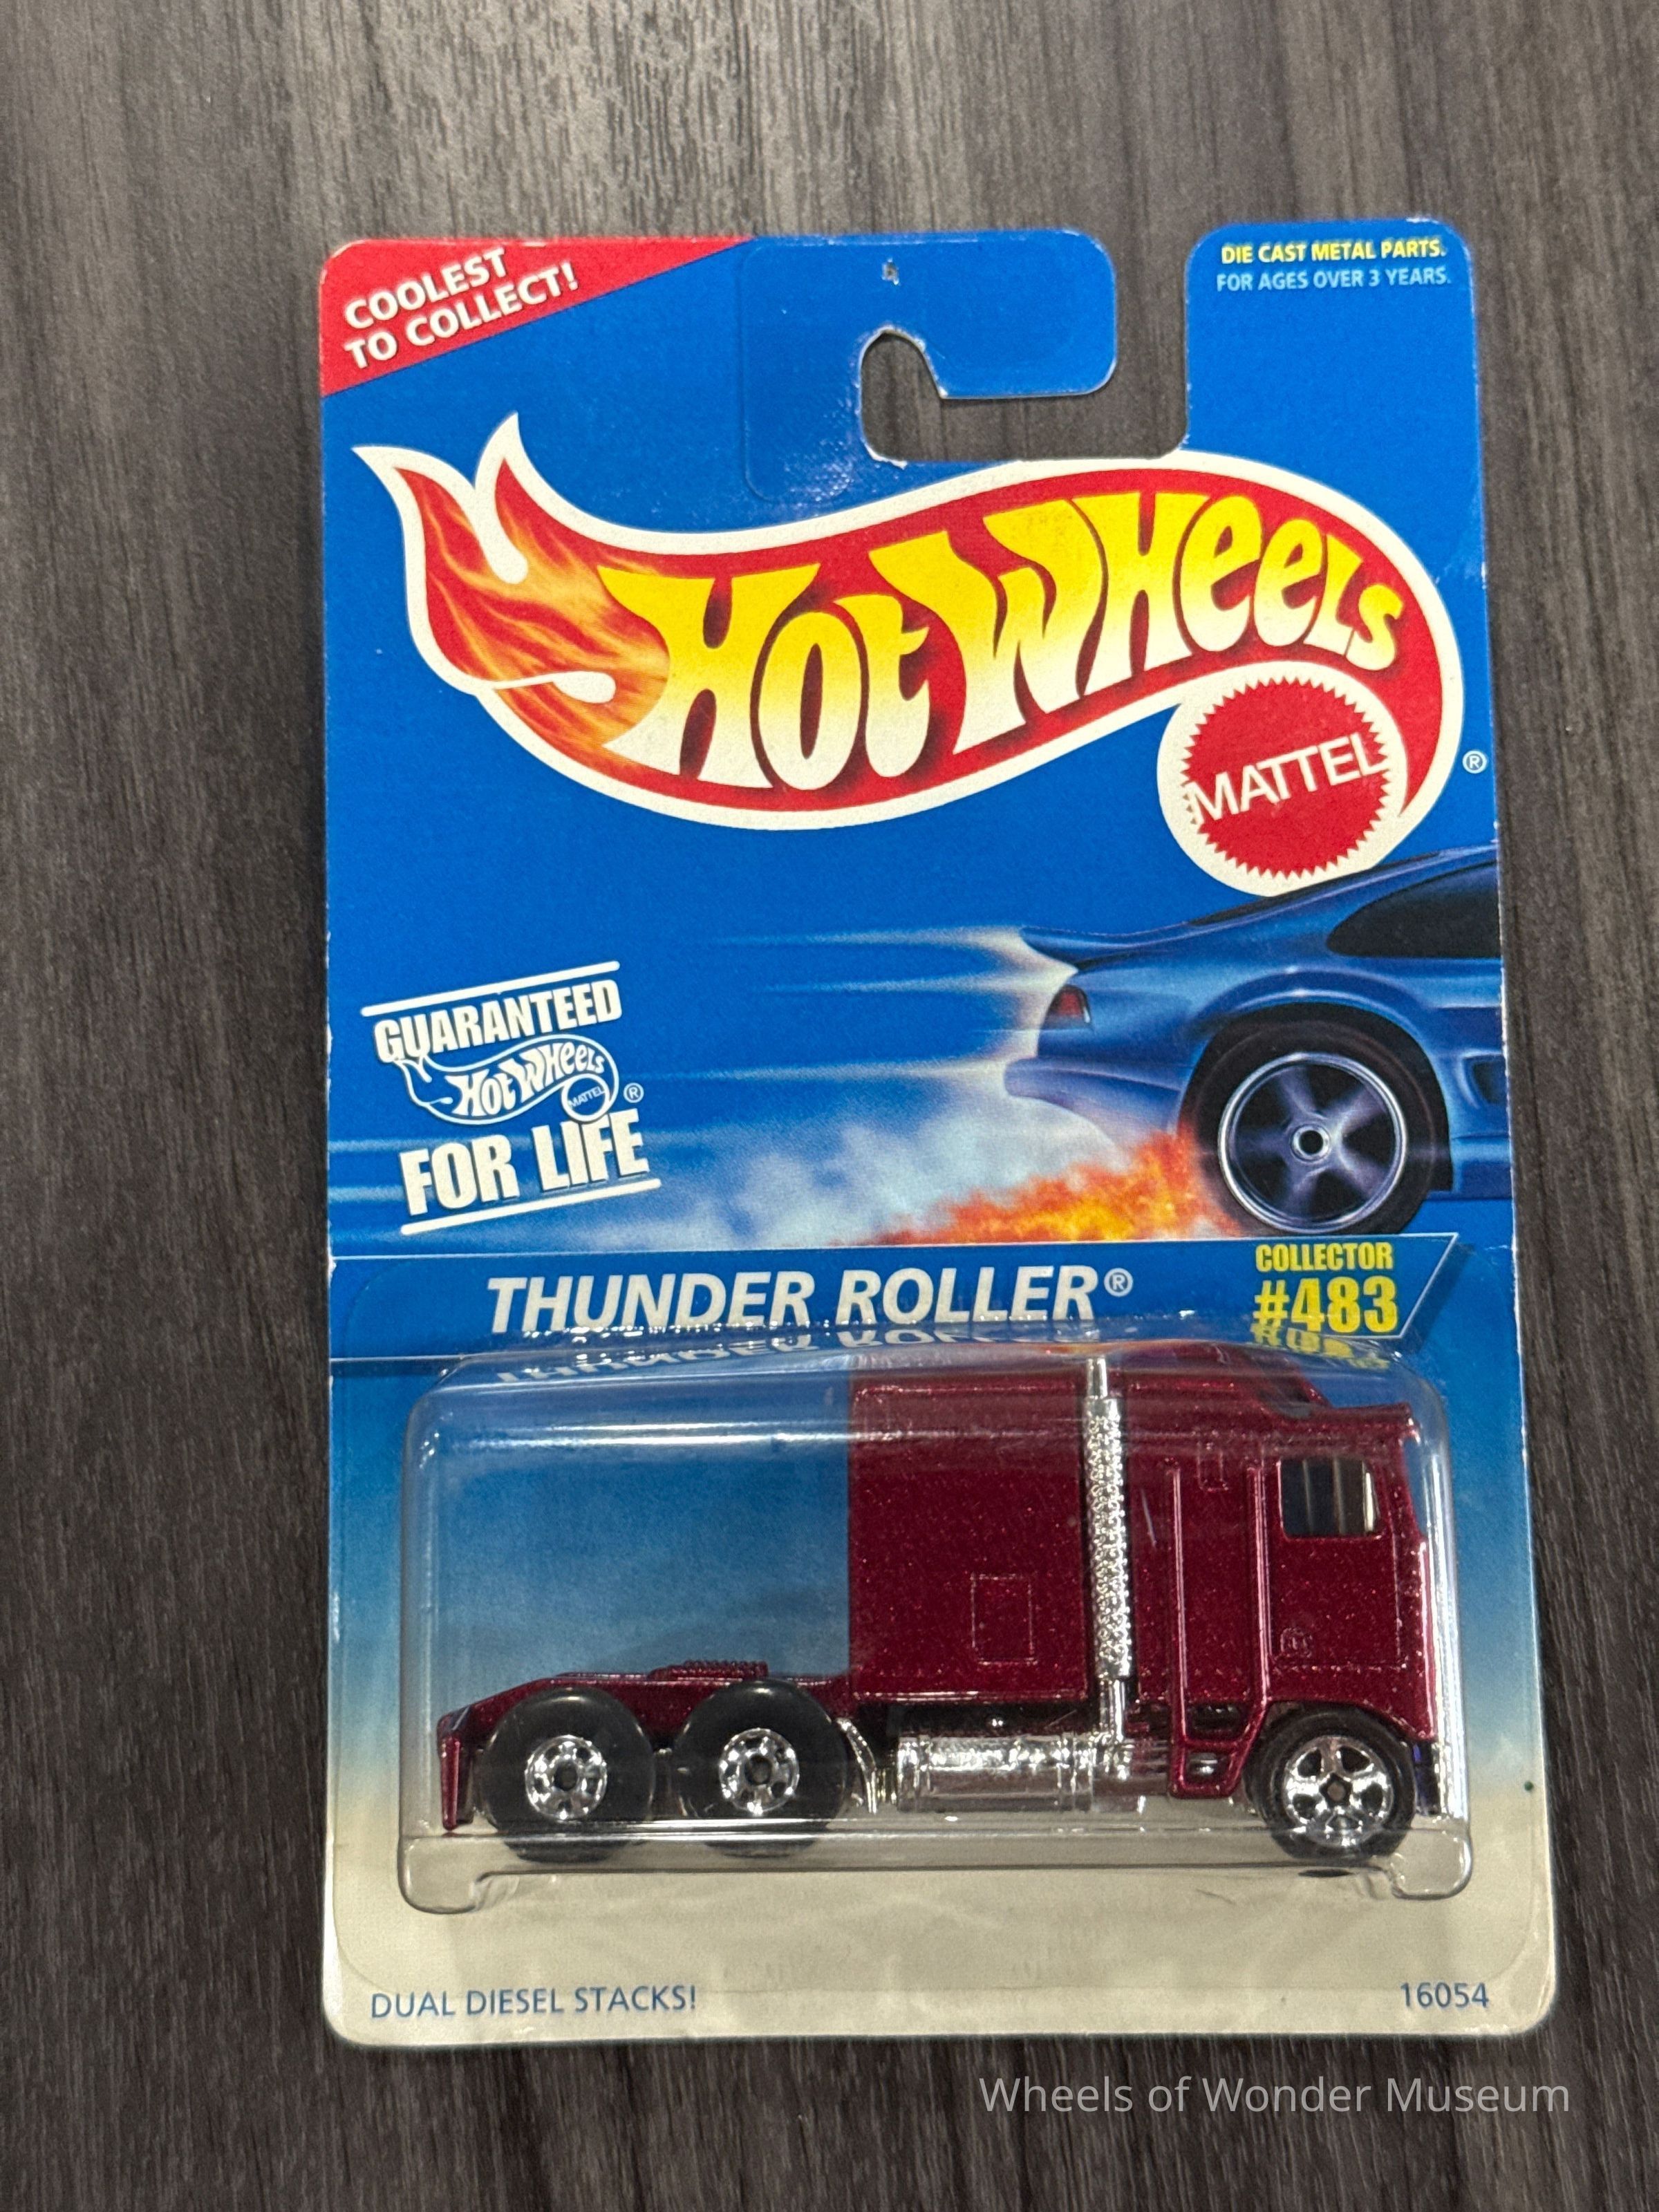 COOLEST
TO COLLECT!
DIE CAST METAL PARTS.
FOR AGES OVER 3 YEARS.
HOT WHEELS
MATTEL
®
GUARANTEED
HOT WHEELS
MATTEL ®
FOR LIFE
THUNDER ROLLER®
COLLECTOR
#483
DUAL DIESEL STACKS!
16054
Wheels of Wonder Museum